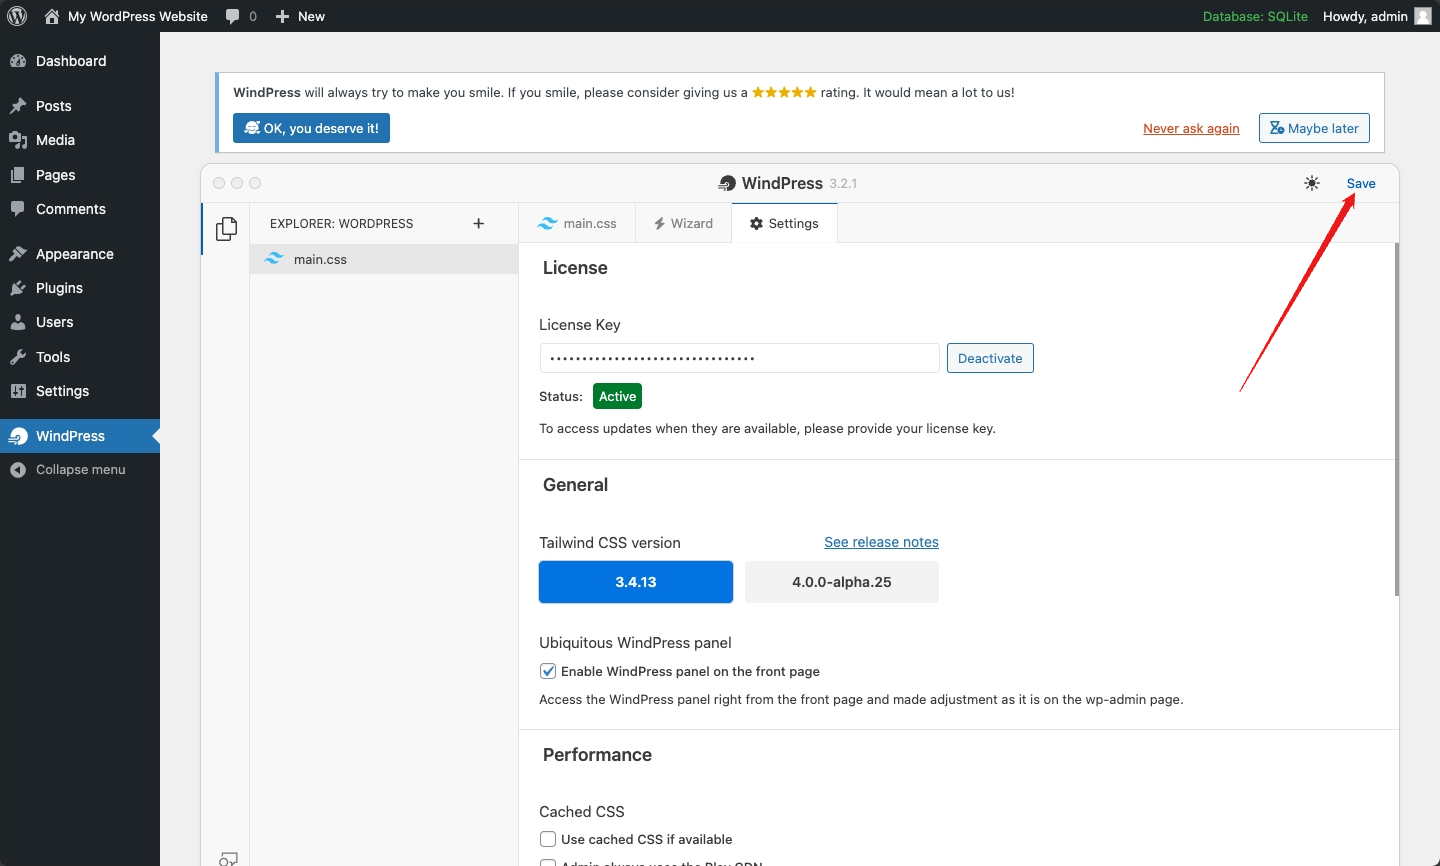 My WordPress Website 0 New Database: SQLite Howdy, admin
Dashboard
Posts
Media
Pages
Comments
Appearance
Plugins
Users
Tools
Settings
WindPress
Collapse menu
WindPress will always try to make you smile. If you smile, please consider giving us a ★★★★★ rating. It would mean a lot to us!
OK, you deserve it! Never ask again Maybe later
WindPress 3.2.1 Save
EXPLORER: WORDPRESS +
main.css
main.css Wizard Settings
License
License Key
•••••••••••••••••••••••••••••••• Deactivate
Status: Active
To access updates when they are available, please provide your license key.
General
Tailwind CSS version See release notes
3.4.13 4.0.0-alpha.25
Ubiquitous WindPress panel
Enable WindPress panel on the front page
Access the WindPress panel right from the front page and made adjustment as it is on the wp-admin page.
Performance
Cached CSS
Use cached CSS if available
Admin always uses the Play CDN